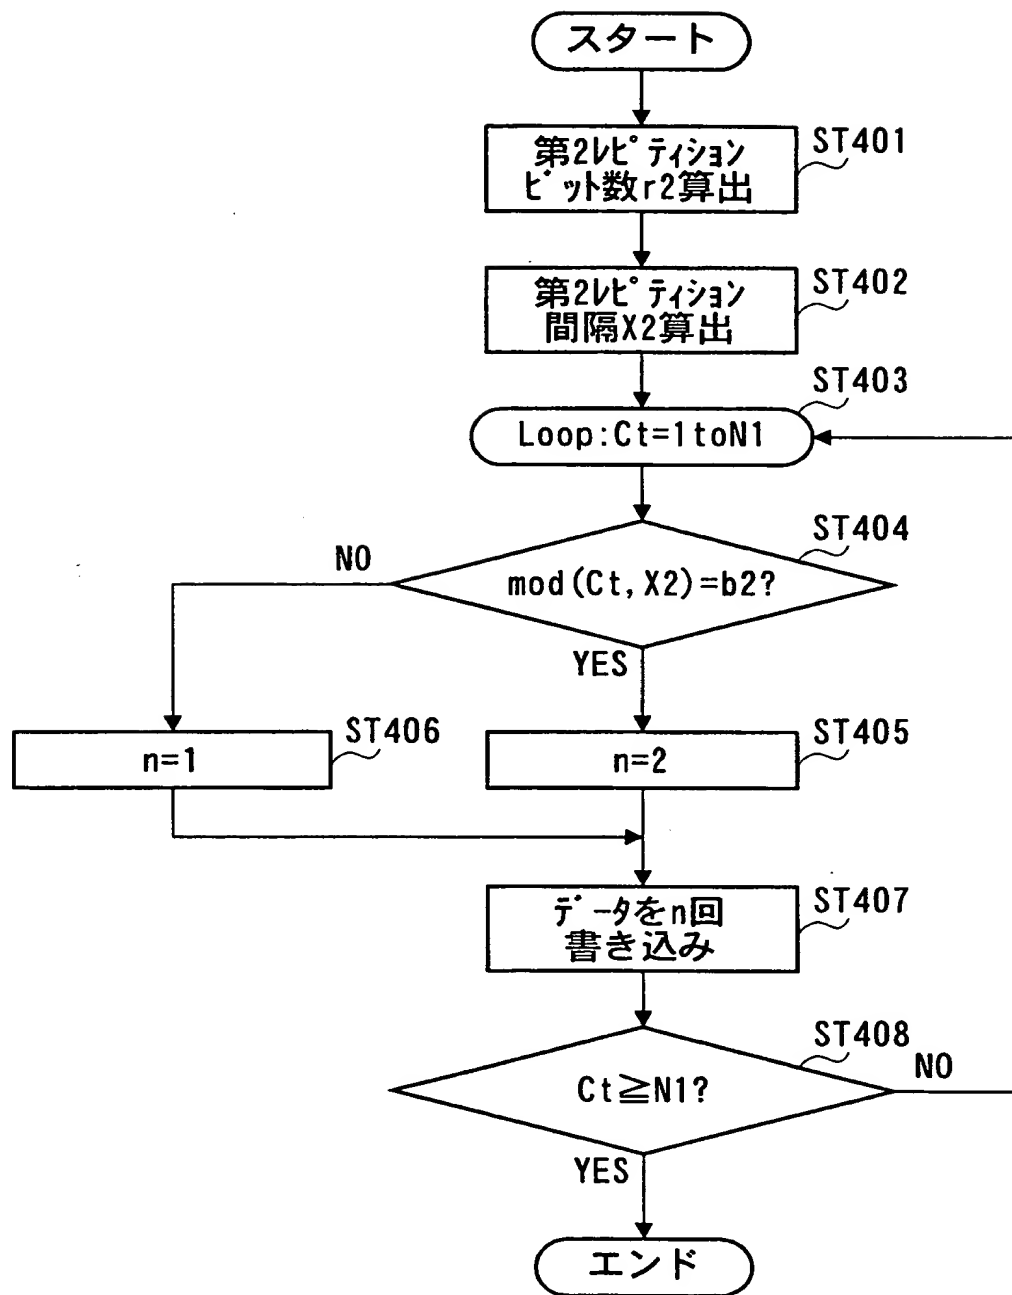 スタート
第2レピティション
ビット数r2算出
ST401
第2レピティション
間隔X2算出
ST402
Loop:Ct=1toN1
ST403
mod(Ct,X2)=b2?
ST404
NO
YES
n=1
ST406
n=2
ST405
データをn回
書き込み
ST407
Ct≧N1?
ST408
NO
YES
エンド